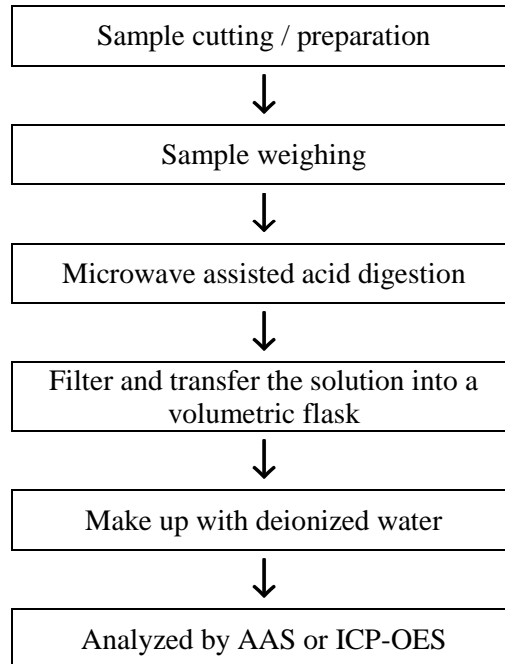 Sample cutting / preparation
Sample weighing
Microwave assisted acid digestion
Filter and transfer the solution into a
volumetric flask
Make up with deionized water
Analyzed by AAS or ICP-OES